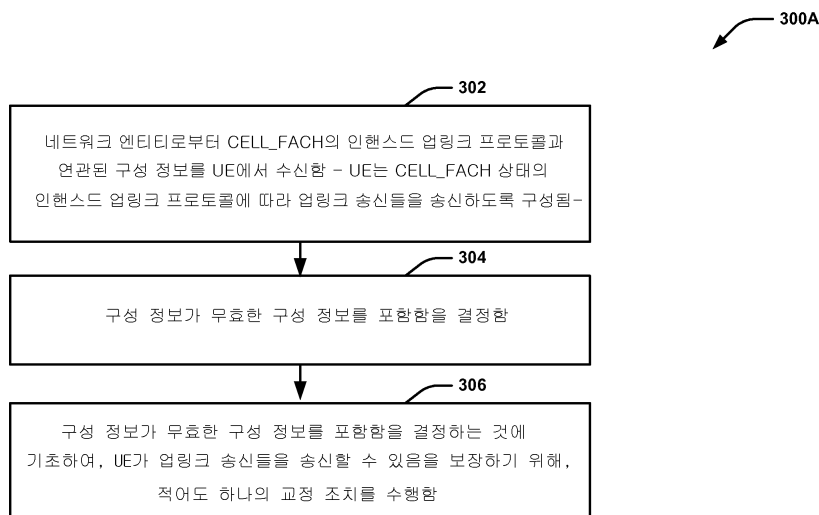 300A
302
네트워크 엔티티로부터 CELL_FACH의 인핸스드 업링크 프로토콜과
연관된 구성 정보를 UE에서 수신함 - UE는 CELL_FACH 상태의
인핸스드 업링크 프로토콜에 따라 업링크 송신들을 송신하도록 구성됨-
304
구성 정보가 무효한 구성 정보를 포함함을 결정함
306
구성 정보가 무효한 구성 정보를 포함함을 결정하는 것에
기초하여, UE가 업링크 송신들을 송신할 수 있음을 보장하기 위해,
적어도 하나의 교정 조치를 수행함